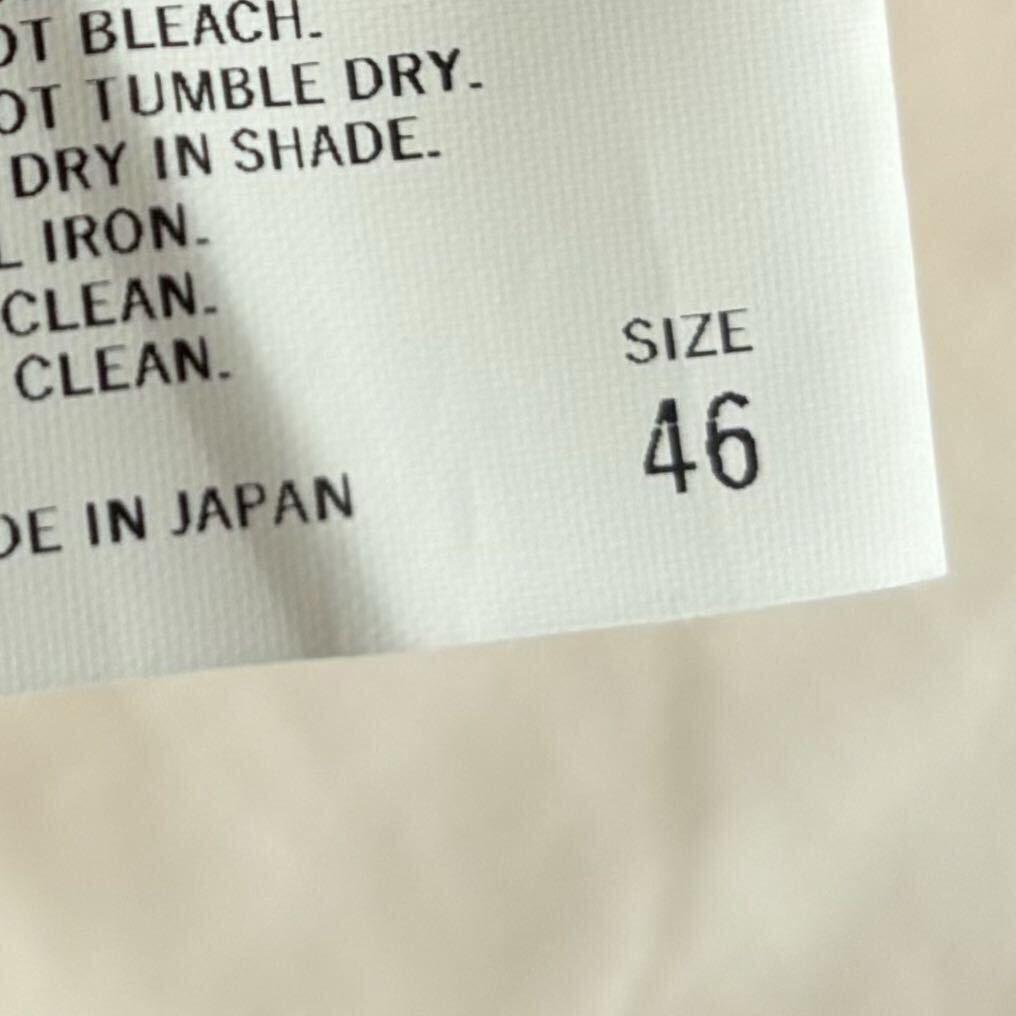 OT BLEACH.
OT TUMBLE DRY.
DRY IN SHADE.
L IRON.
CLEAN.
CLEAN.
SIZE
46
DE IN JAPAN